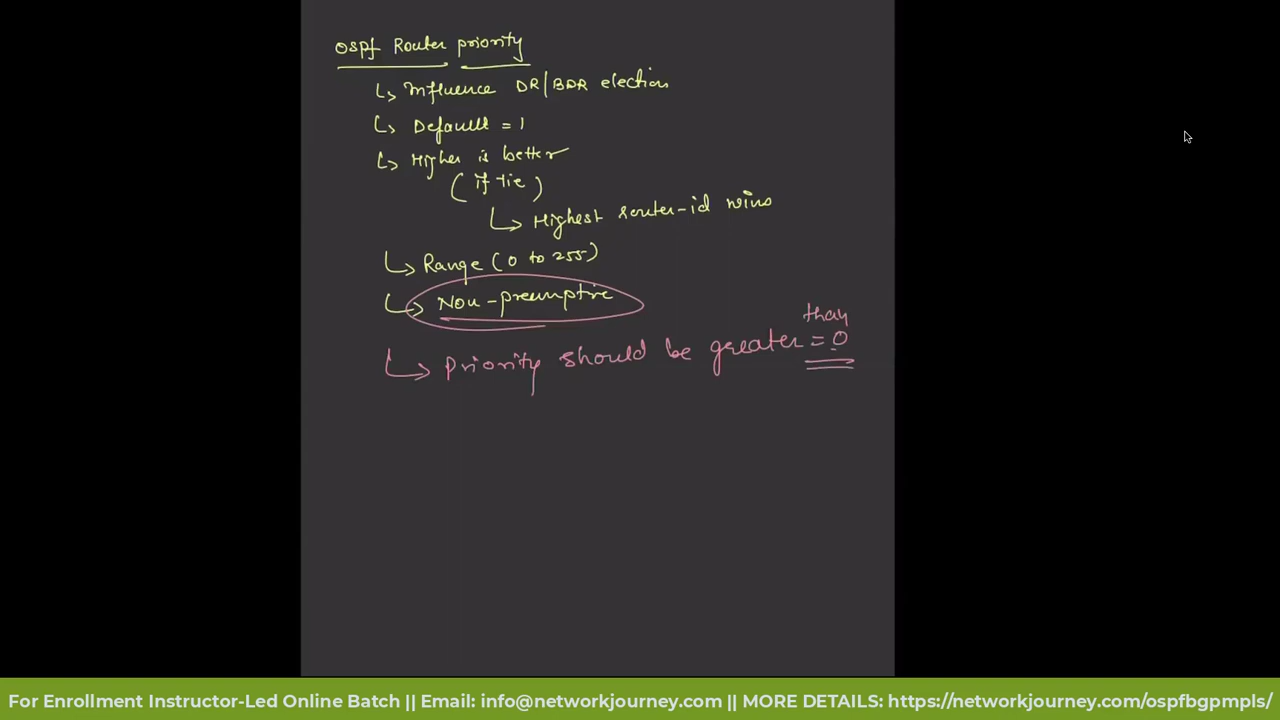 ospf Router priority
↳ Influence DR/BDR election
↳ Default = 1
↳ Higher is better
(if tie)
↳ Highest router-id wins
↳ Range (0 to 255)
↳ Non-preemptive
than
↳ priority should be greater = 0
For Enrollment Instructor-Led Online Batch || Email: info@networkjourney.com || MORE DETAILS: https://networkjourney.com/ospfbgpmpls/